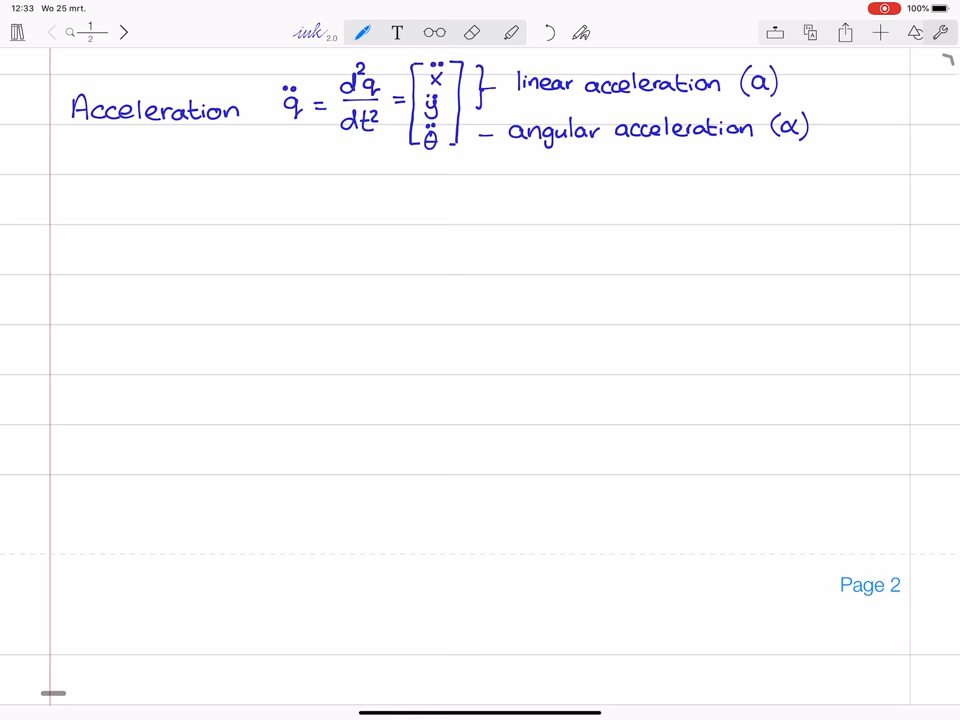 12:33 Wo 25 mrt. 100%
1
2
ink 2.0 T
Acceleration q̈ = d²q/dt² = [ẍ ÿ θ̈] } linear acceleration (a)
– angular acceleration (α)
Page 2